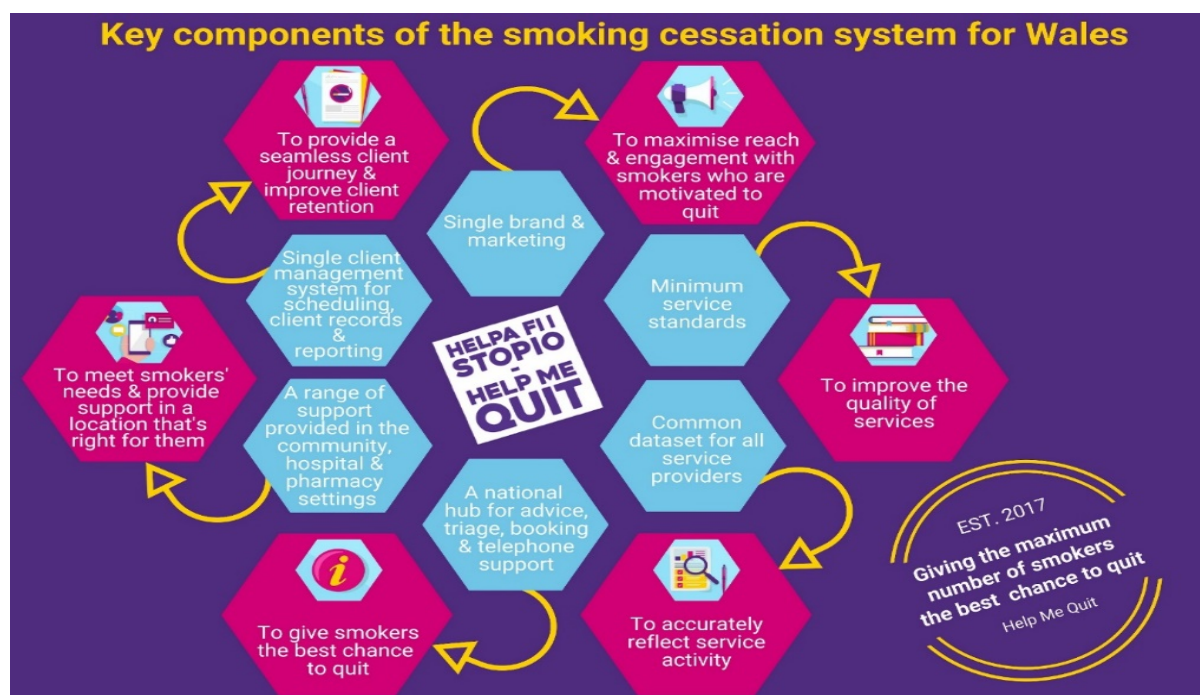 Key components of the smoking cessation system for Wales
To provide a
seamless client
journey &
improve client
retention
To maximise reach
& engagement with
smokers who are
motivated to
quit
Single brand &
marketing
Single client
management
system for
scheduling,
client records
&
reporting
Minimum
service
standards
HELPA FI I
STOPIO
-
HELP ME
QUIT
To meet smokers'
needs & provide
support in a
location that's
right for them
To improve the
quality of
services
A range of
support
provided in the
community,
hospital &
pharmacy
settings
Common
dataset for all
service
providers
A national
hub for advice,
triage, booking
& telephone
support
i
To give smokers
the best chance
to quit
To accurately
reflect service
activity
EST. 2017
Giving the maximum
number of smokers
the best chance to quit
Help Me Quit